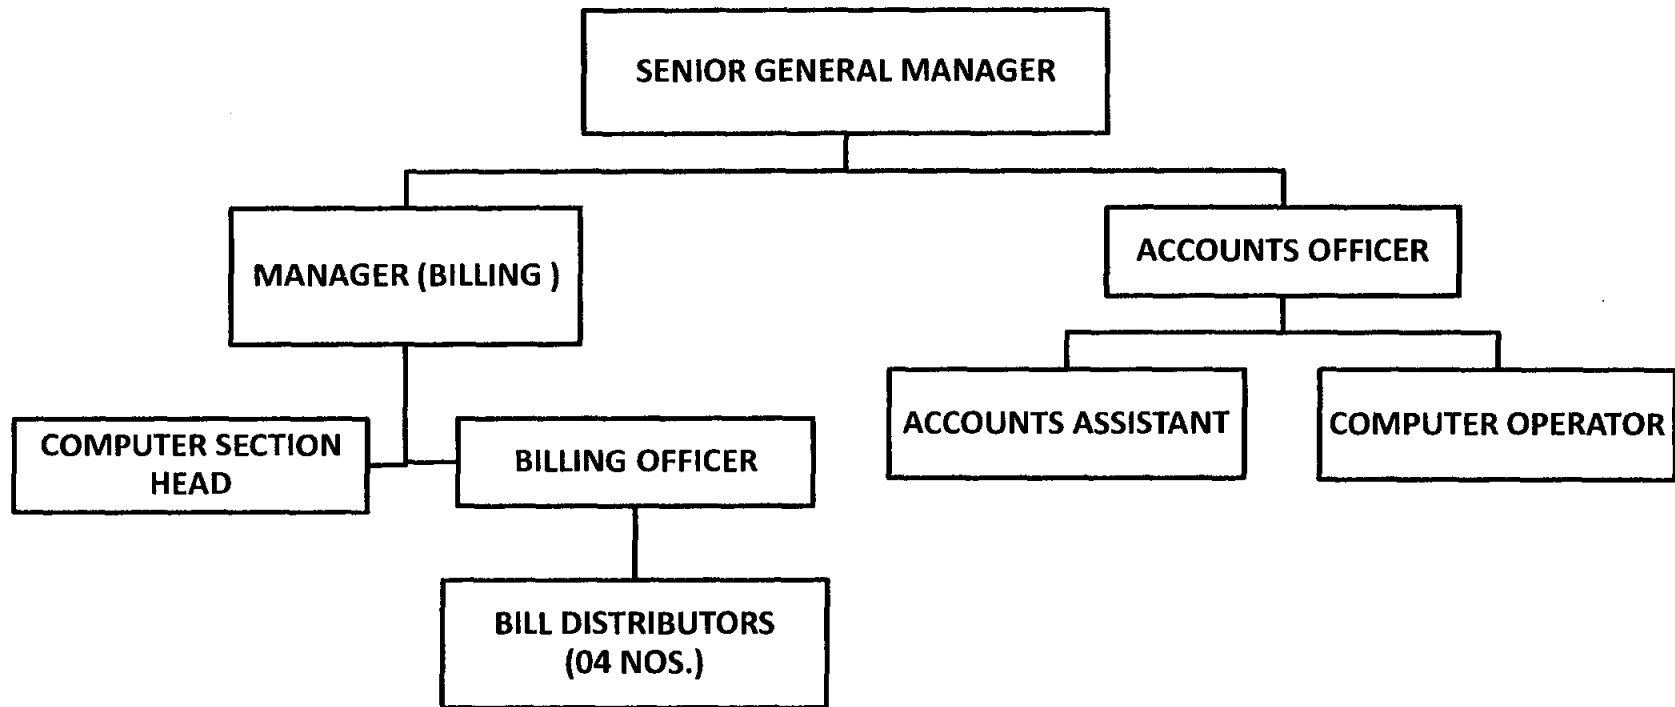 SENIOR GENERAL MANAGER
MANAGER (BILLING )
ACCOUNTS OFFICER
COMPUTER SECTION
HEAD
BILLING OFFICER
ACCOUNTS ASSISTANT
COMPUTER OPERATOR
BILL DISTRIBUTORS
(04 NOS.)